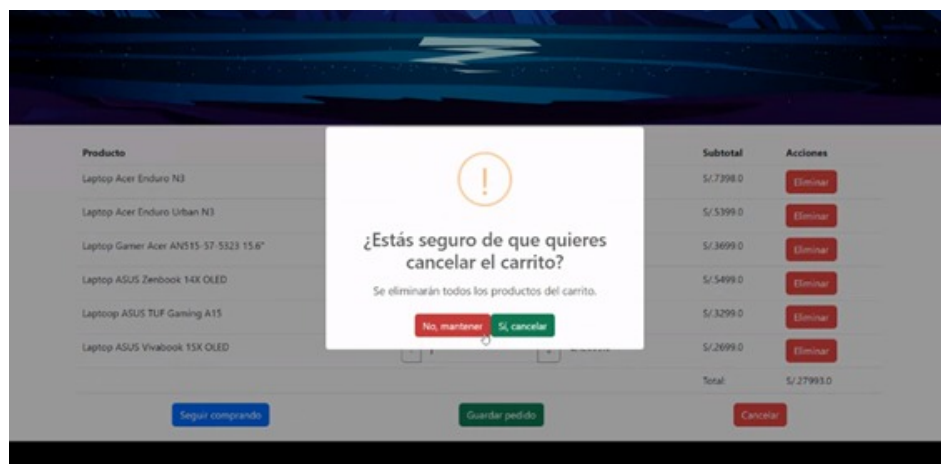 Producto Subtotal Acciones
Laptop Acer Enduro N3 S/.7398.0 Eliminar
Laptop Acer Enduro Urban N3 S/.5399.0 Eliminar
Laptop Gamer Acer AN515-57-5323 15.6" S/.3699.0 Eliminar
Laptop ASUS Zenbook 14X OLED S/.5499.0 Eliminar
Laptoop ASUS TUF Gaming A15 S/.3299.0 Eliminar
Laptop ASUS Vivabook 15X OLED S/.2699.0 Eliminar
Total: S/.27993.0
Seguir comprando Guardar pedido Cancelar
!
¿Estás seguro de que quieres
cancelar el carrito?
Se eliminarán todos los productos del carrito.
No, mantener Sí, cancelar